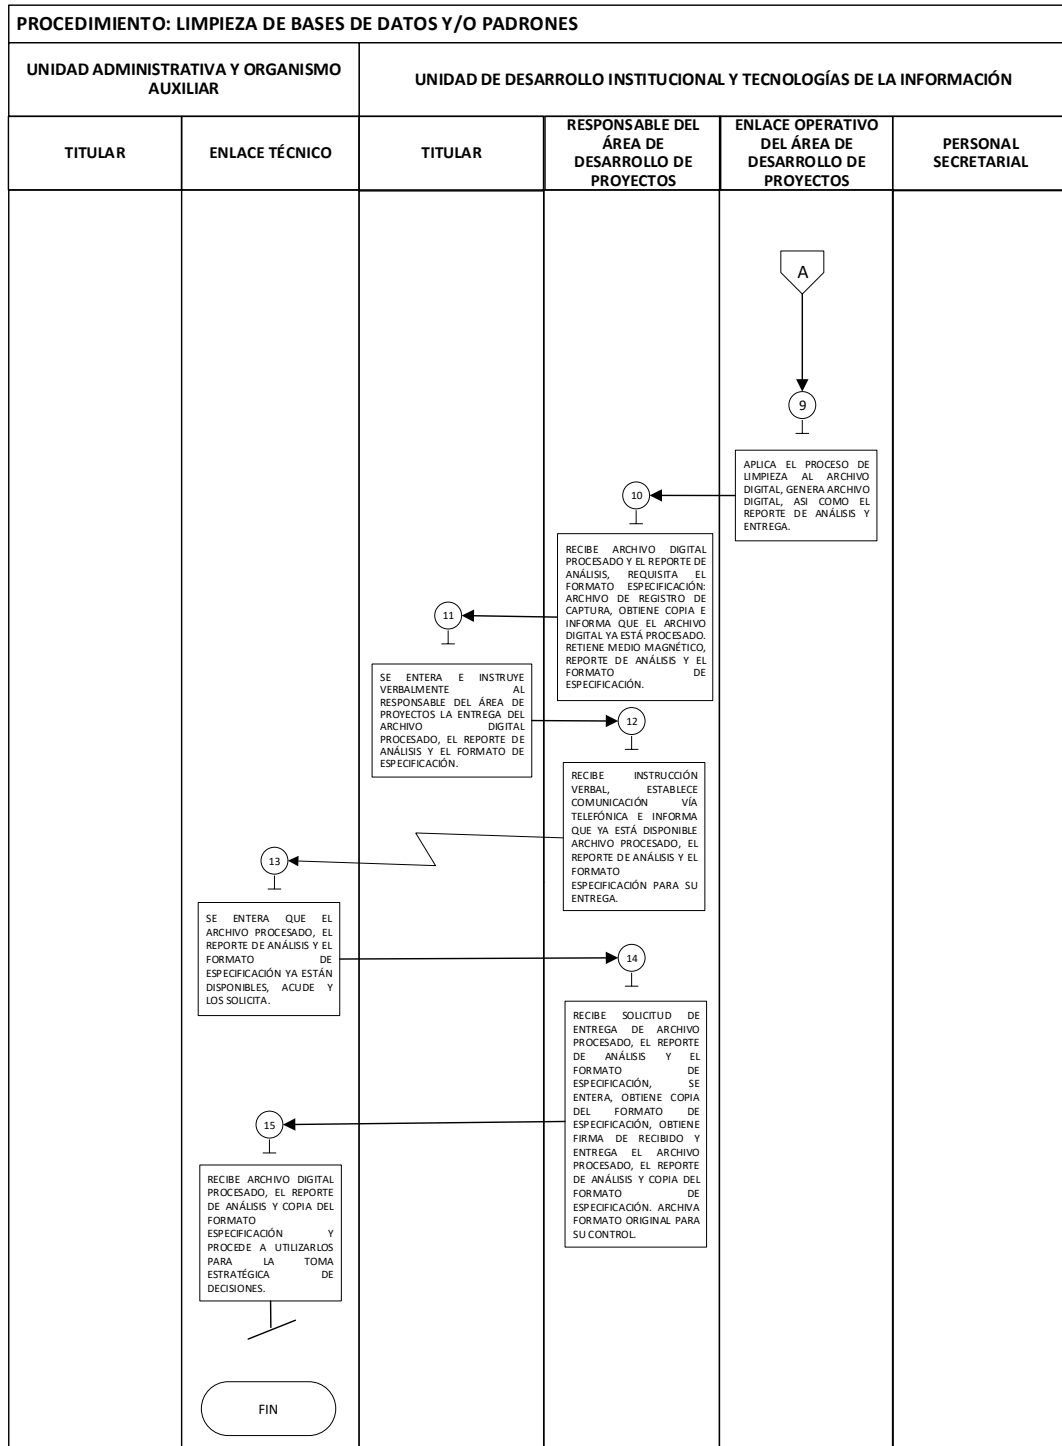 PROCEDIMIENTO: LIMPIEZA DE BASES DE DATOS Y/O PADRONES
UNIDAD ADMINISTRATIVA Y ORGANISMO
AUXILIAR
UNIDAD DE DESARROLLO INSTITUCIONAL Y TECNOLOGÍAS DE LA INFORMACIÓN
TITULAR
ENLACE TÉCNICO
TITULAR
RESPONSABLE DEL
ÁREA DE
DESARROLLO DE
PROYECTOS
ENLACE OPERATIVO
DEL ÁREA DE
DESARROLLO DE
PROYECTOS
PERSONAL
SECRETARIAL
A
9
APLICA EL PROCESO DE
LIMPIEZA AL ARCHIVO
DIGITAL, GENERA ARCHIVO
DIGITAL, ASI COMO EL
REPORTE DE ANÁLISIS Y
ENTREGA.
10
RECIBE ARCHIVO DIGITAL
PROCESADO Y EL REPORTE DE
ANÁLISIS, REQUISITA EL
FORMATO ESPECIFICACIÓN:
ARCHIVO DE REGISTRO DE
CAPTURA, OBTIENE COPIA E
INFORMA QUE EL ARCHIVO
DIGITAL YA ESTÁ PROCESADO.
RETIENE MEDIO MAGNÉTICO,
REPORTE DE ANÁLISIS Y EL
FORMATO DE
ESPECIFICACIÓN.
11
SE ENTERA E INSTRUYE
VERBALMENTE AL
RESPONSABLE DEL ÁREA DE
PROYECTOS LA ENTREGA DEL
ARCHIVO DIGITAL
PROCESADO, EL REPORTE DE
ANÁLISIS Y EL FORMATO DE
ESPECIFICACIÓN.
12
RECIBE INSTRUCCIÓN
VERBAL, ESTABLECE
COMUNICACIÓN VÍA
TELEFÓNICA E INFORMA
QUE YA ESTÁ DISPONIBLE
ARCHIVO PROCESADO, EL
REPORTE DE ANÁLISIS Y EL
FORMATO
ESPECIFICACIÓN PARA SU
ENTREGA.
13
SE ENTERA QUE EL
ARCHIVO PROCESADO, EL
REPORTE DE ANÁLISIS Y EL
FORMATO DE
ESPECIFICACIÓN YA ESTÁN
DISPONIBLES, ACUDE Y
LOS SOLICITA.
14
RECIBE SOLICITUD DE
ENTREGA DE ARCHIVO
PROCESADO, EL REPORTE
DE ANÁLISIS Y EL
FORMATO DE
ESPECIFICACIÓN, SE
ENTERA, OBTIENE COPIA
DEL FORMATO DE
ESPECIFICACIÓN, OBTIENE
FIRMA DE RECIBIDO Y
ENTREGA EL ARCHIVO
PROCESADO, EL REPORTE
DE ANÁLISIS Y COPIA DEL
FORMATO DE
ESPECIFICACIÓN. ARCHIVA
FORMATO ORIGINAL PARA
SU CONTROL.
15
RECIBE ARCHIVO DIGITAL
PROCESADO, EL REPORTE
DE ANÁLISIS Y COPIA DEL
FORMATO
ESPECIFICACIÓN Y
PROCEDE A UTILIZARLOS
PARA LA TOMA
ESTRATÉGICA DE
DECISIONES.
FIN